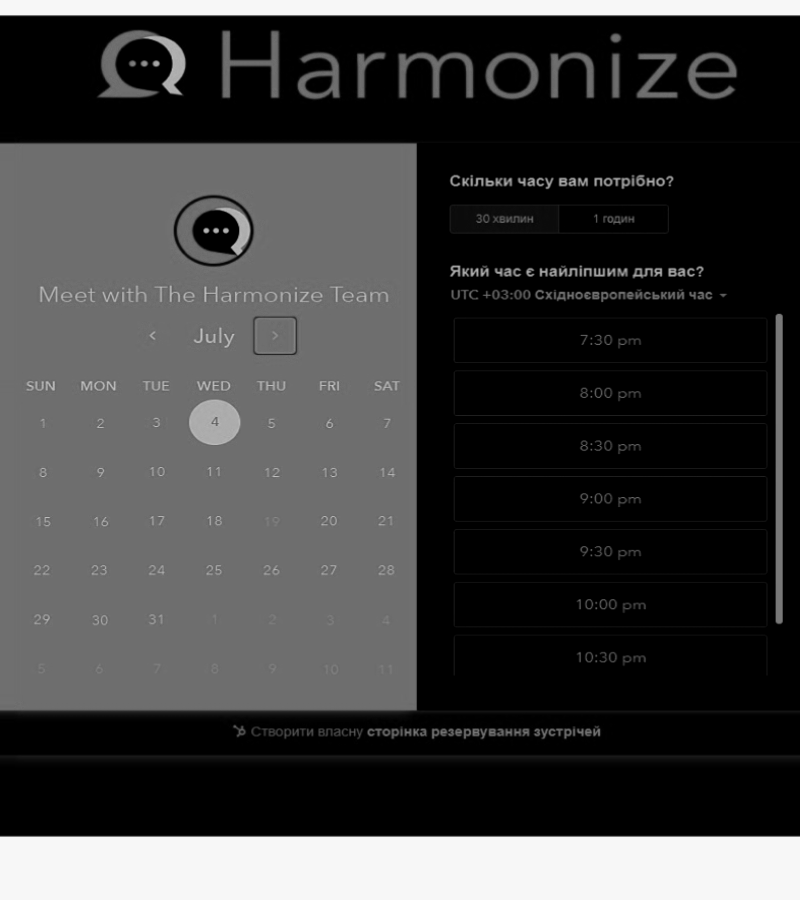 Harmonize
Meet with The Harmonize Team
July
SUN MON TUE WED THU FRI SAT
1 2 3 4 5 6 7
8 9 10 11 12 13 14
15 16 17 18 19 20 21
22 23 24 25 26 27 28
29 30 31 1 2 3 4
5 6 7 8 9 10 11
Скільки часу вам потрібно?
30 хвилин 1 годин
Який час є найліпшим для вас?
UTC +03:00 Східноєвропейський час
7:30 pm
8:00 pm
8:30 pm
9:00 pm
9:30 pm
10:00 pm
10:30 pm
Створити власну сторінка резервування зустрічей